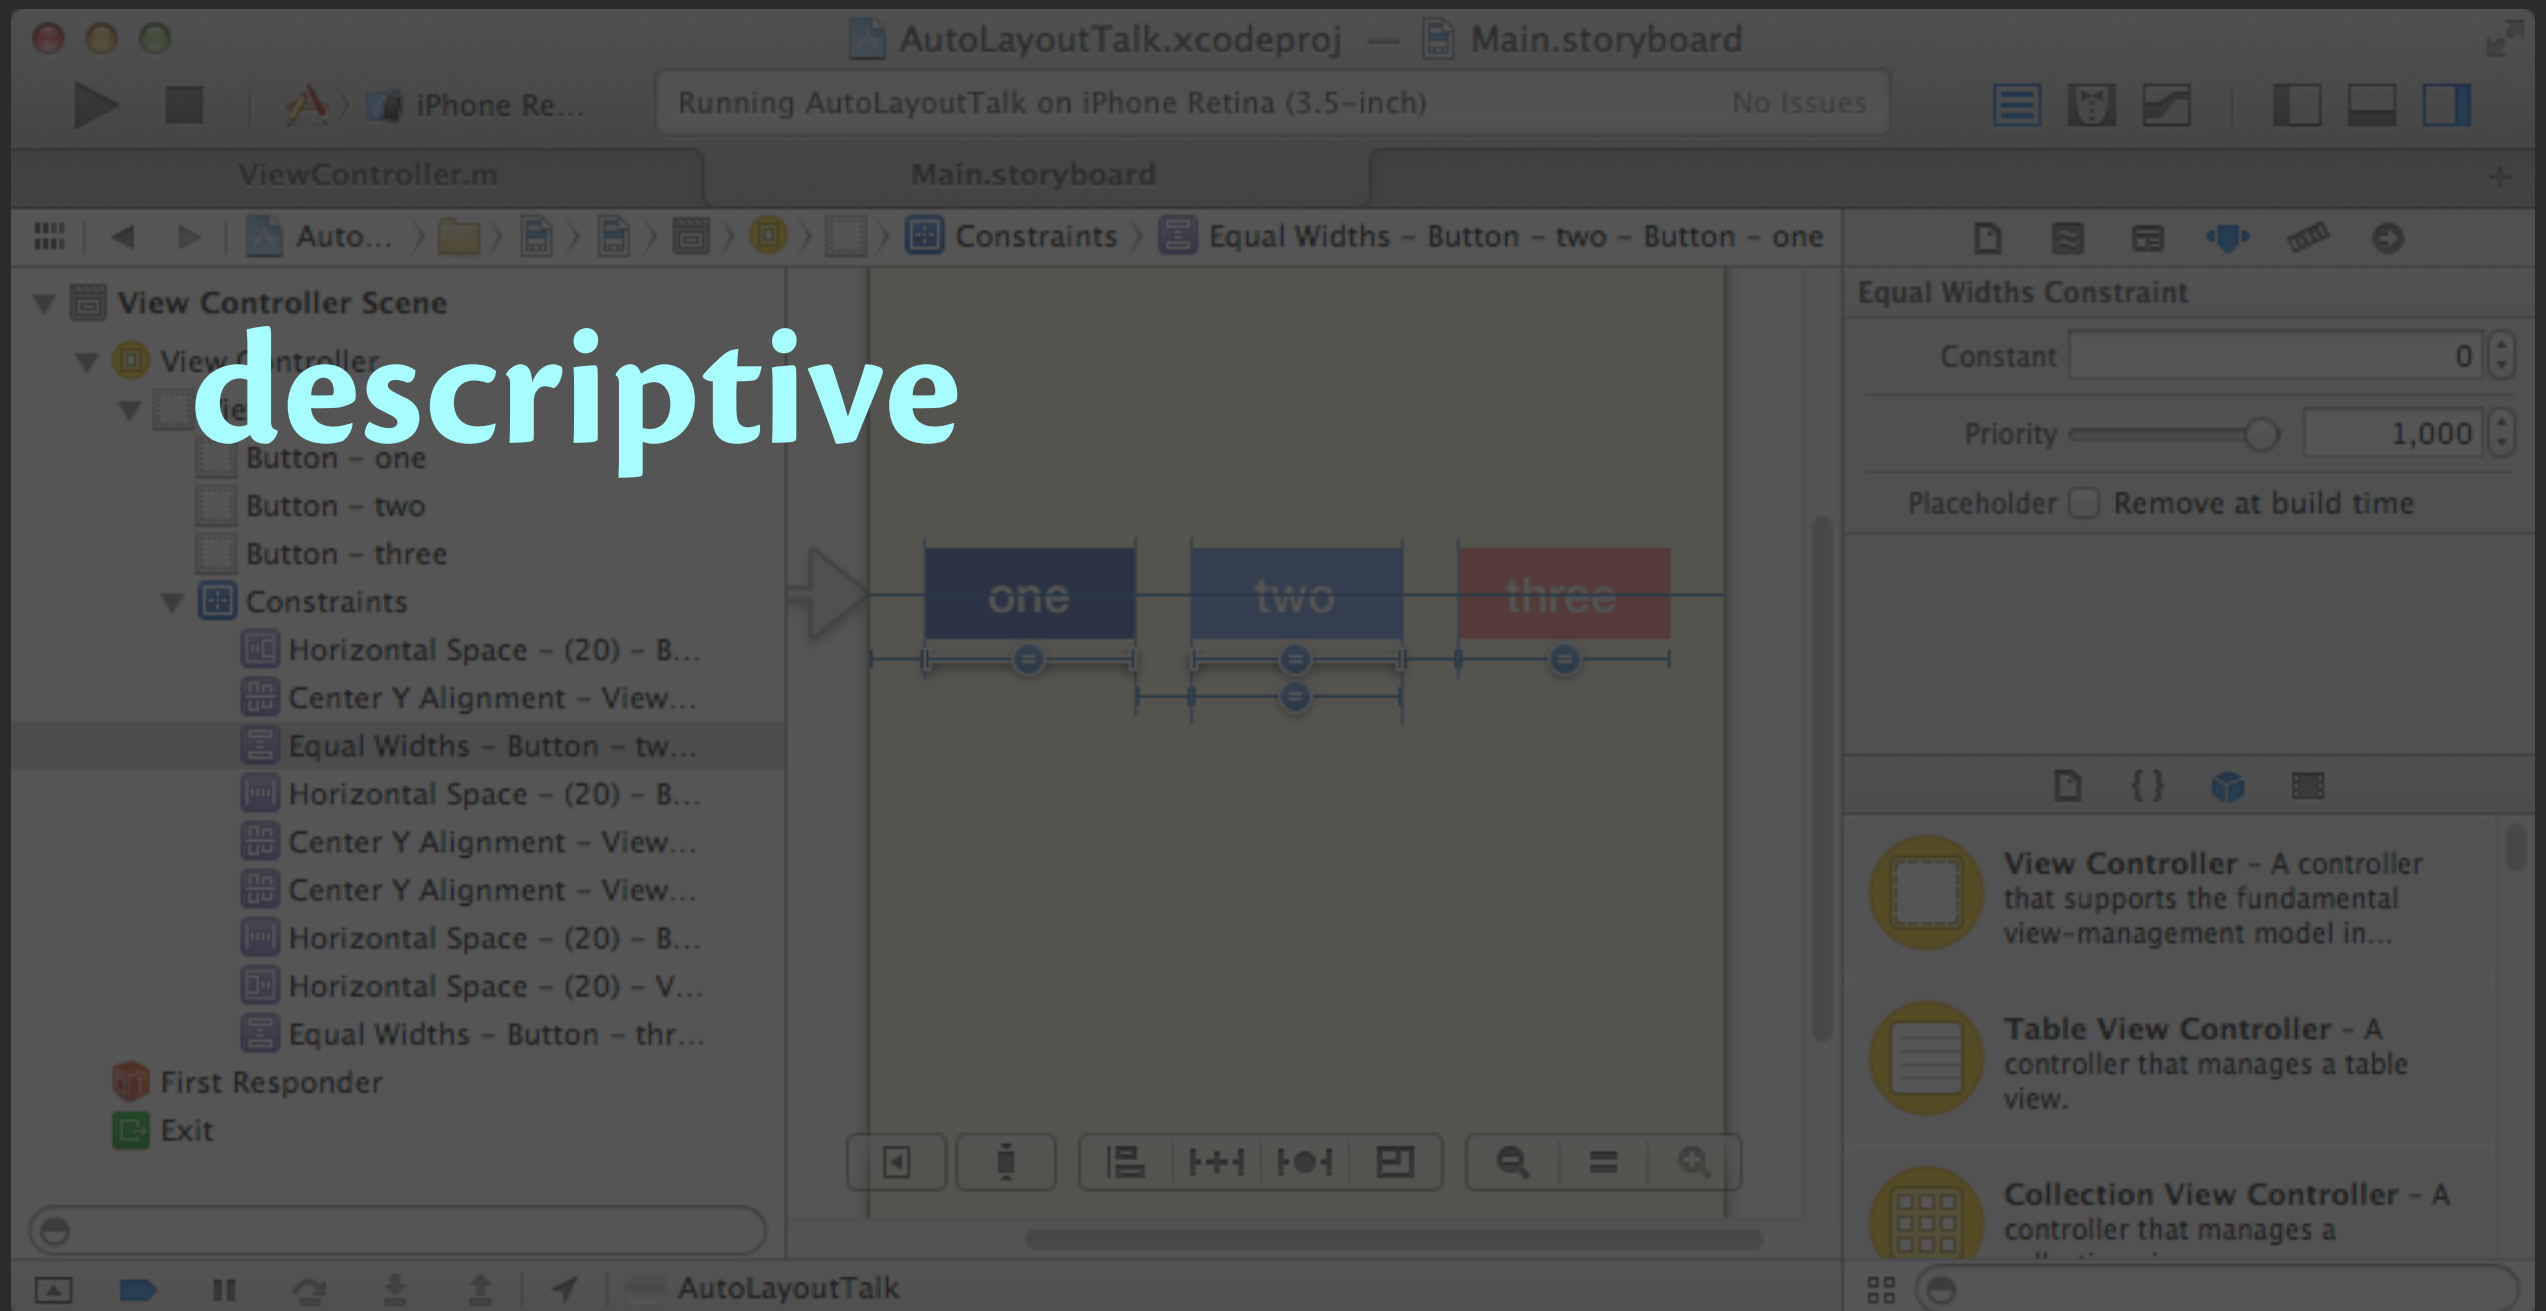 AutoLayoutTalk.xcodeproj — Main.storyboard
iPhone Re...
Running AutoLayoutTalk on iPhone Retina (3.5-inch)
No Issues
ViewController.m
Main.storyboard
+
Auto...
Constraints
Equal Widths - Button - two - Button - one
View Controller Scene
View Controller
descriptive
Button - one
Button - two
Button - three
Constraints
Horizontal Space - (20) - B...
Center Y Alignment - View...
Equal Widths - Button - tw...
Horizontal Space - (20) - B...
Center Y Alignment - View...
Center Y Alignment - View...
Horizontal Space - (20) - B...
Horizontal Space - (20) - V...
Equal Widths - Button - thr...
First Responder
Exit
one
two
three
Equal Widths Constraint
Constant
0
Priority
1,000
Placeholder
Remove at build time
{ }
View Controller - A controller
that supports the fundamental
view-management model in...
Table View Controller - A
controller that manages a table
view.
Collection View Controller - A
controller that manages a
AutoLayoutTalk